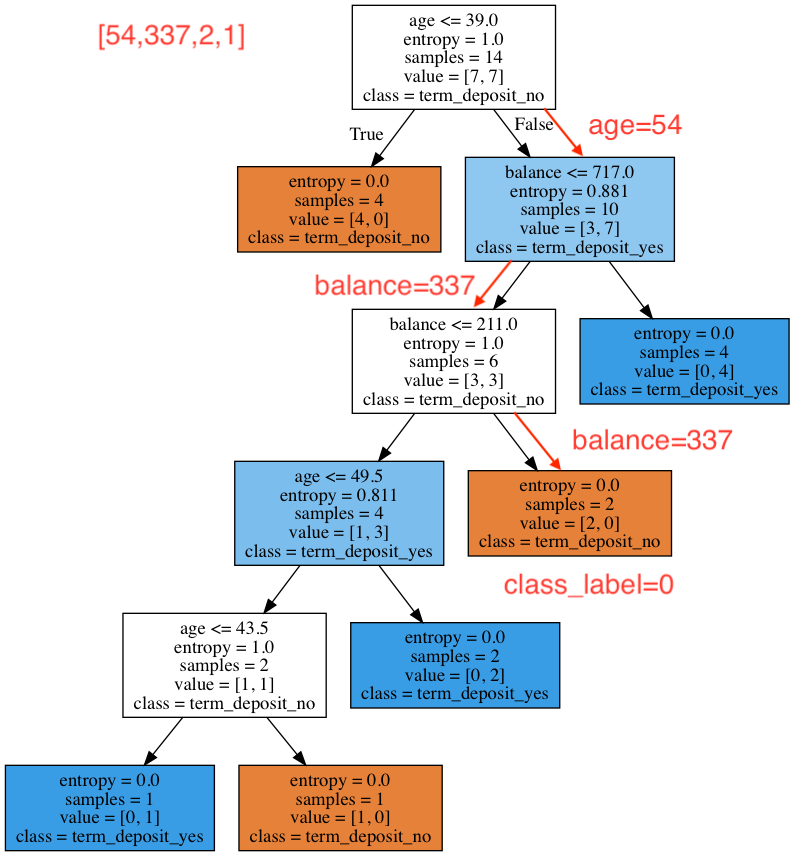 [54,337,2,1]
age <= 39.0
entropy = 1.0
samples = 14
value = [7, 7]
class = term_deposit_no
True
False
age=54
entropy = 0.0
samples = 4
value = [4, 0]
class = term_deposit_no
balance <= 717.0
entropy = 0.881
samples = 10
value = [3, 7]
class = term_deposit_yes
balance=337
balance <= 211.0
entropy = 1.0
samples = 6
value = [3, 3]
class = term_deposit_no
entropy = 0.0
samples = 4
value = [0, 4]
class = term_deposit_yes
balance=337
age <= 49.5
entropy = 0.811
samples = 4
value = [1, 3]
class = term_deposit_yes
entropy = 0.0
samples = 2
value = [2, 0]
class = term_deposit_no
class_label=0
age <= 43.5
entropy = 1.0
samples = 2
value = [1, 1]
class = term_deposit_no
entropy = 0.0
samples = 2
value = [0, 2]
class = term_deposit_yes
entropy = 0.0
samples = 1
value = [0, 1]
class = term_deposit_yes
entropy = 0.0
samples = 1
value = [1, 0]
class = term_deposit_no